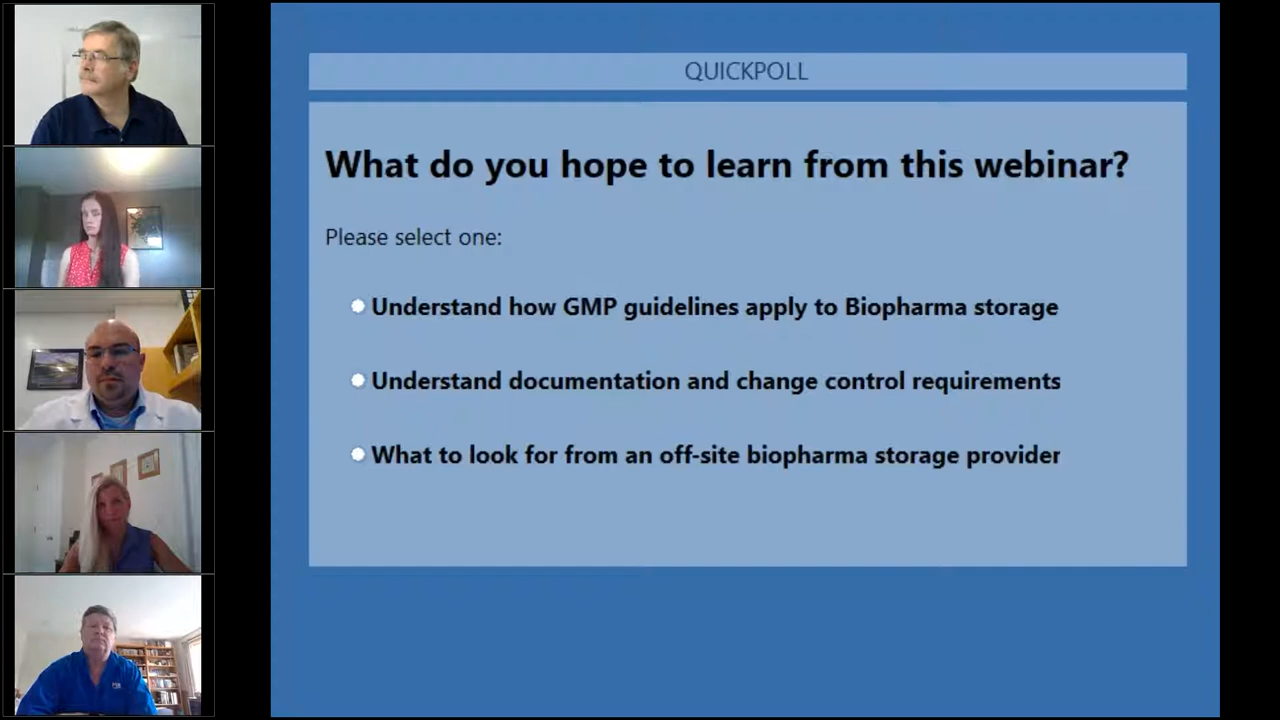 QUICKPOLL
What do you hope to learn from this webinar?
Please select one:
Understand how GMP guidelines apply to Biopharma storage
Understand documentation and change control requirements
What to look for from an off-site biopharma storage provider